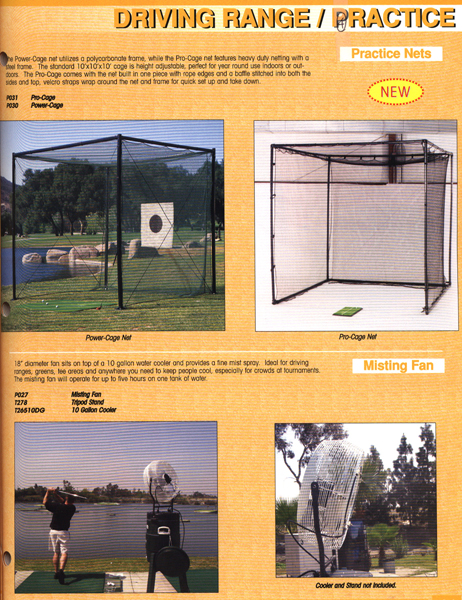 DRIVING RANGE / PRACTICE
Practice Nets
The Power-Cage net utilizes a polycarbonate frame, while the Pro-Cage net features heavy duty netting with a
steel frame. The standard 10'x10'x10' cage is height adjustable, perfect for year round use indoors or out-
doors. The Pro-Cage comes with the net built in one piece with rope edges and a baffle stitched into both the
sides and top, velcro straps wrap around the net and frame for quick set up and take down.
NEW
P031 Pro-Cage
P030 Power-Cage
Power-Cage Net
Pro-Cage Net
18" diameter fan sits on top of a 10 gallon water cooler and provides a fine mist spray. Ideal for driving
ranges, greens, tee areas and anywhere you need to keep people cool, especially for crowds at tournaments.
The misting fan will operate for up to five hours on one tank of water.
Misting Fan
P027 Misting Fan
T278 Tripod Stand
T26510DG 10 Gallon Cooler
Cooler and Stand not included.